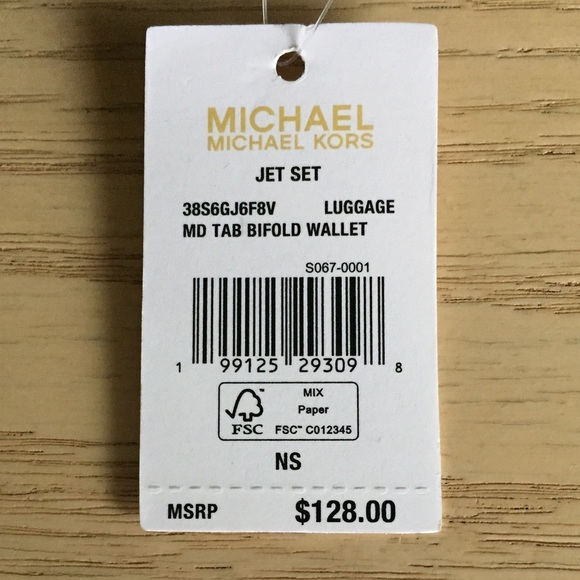 MICHAEL
MICHAEL KORS
JET SET
38S6GJ6F8V LUGGAGE
MD TAB BIFOLD WALLET
S067-0001
1 99125 29309 8
FSC™
MIX
Paper
FSC™ C012345
NS
MSRP $128.00